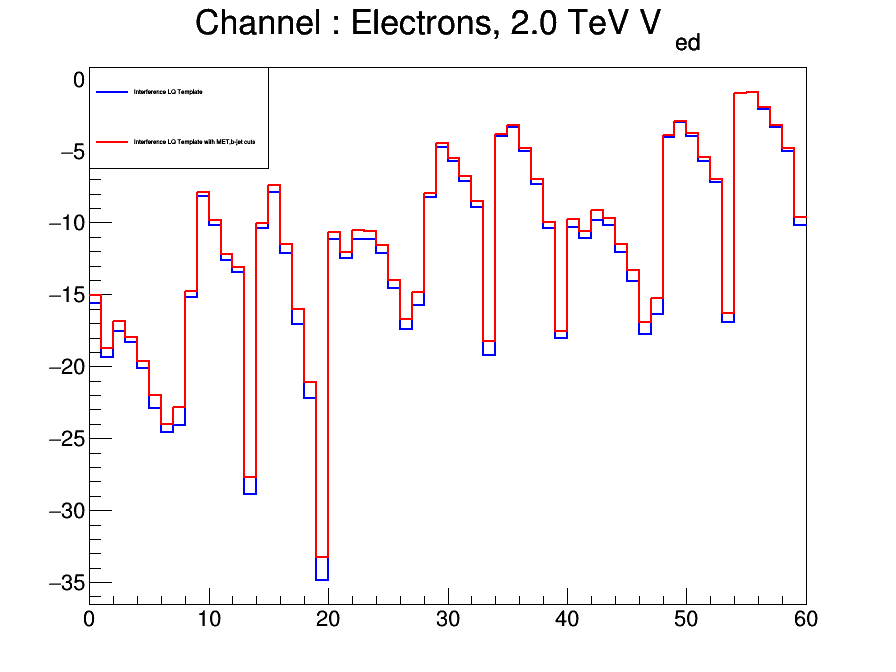 Channel : Electrons, 2.0 TeV V ed
0
Interference LQ Template
Interference LQ Template with MET,b-jet cuts
−5
−10
−15
−20
−25
−30
−35
0 10 20 30 40 50 60